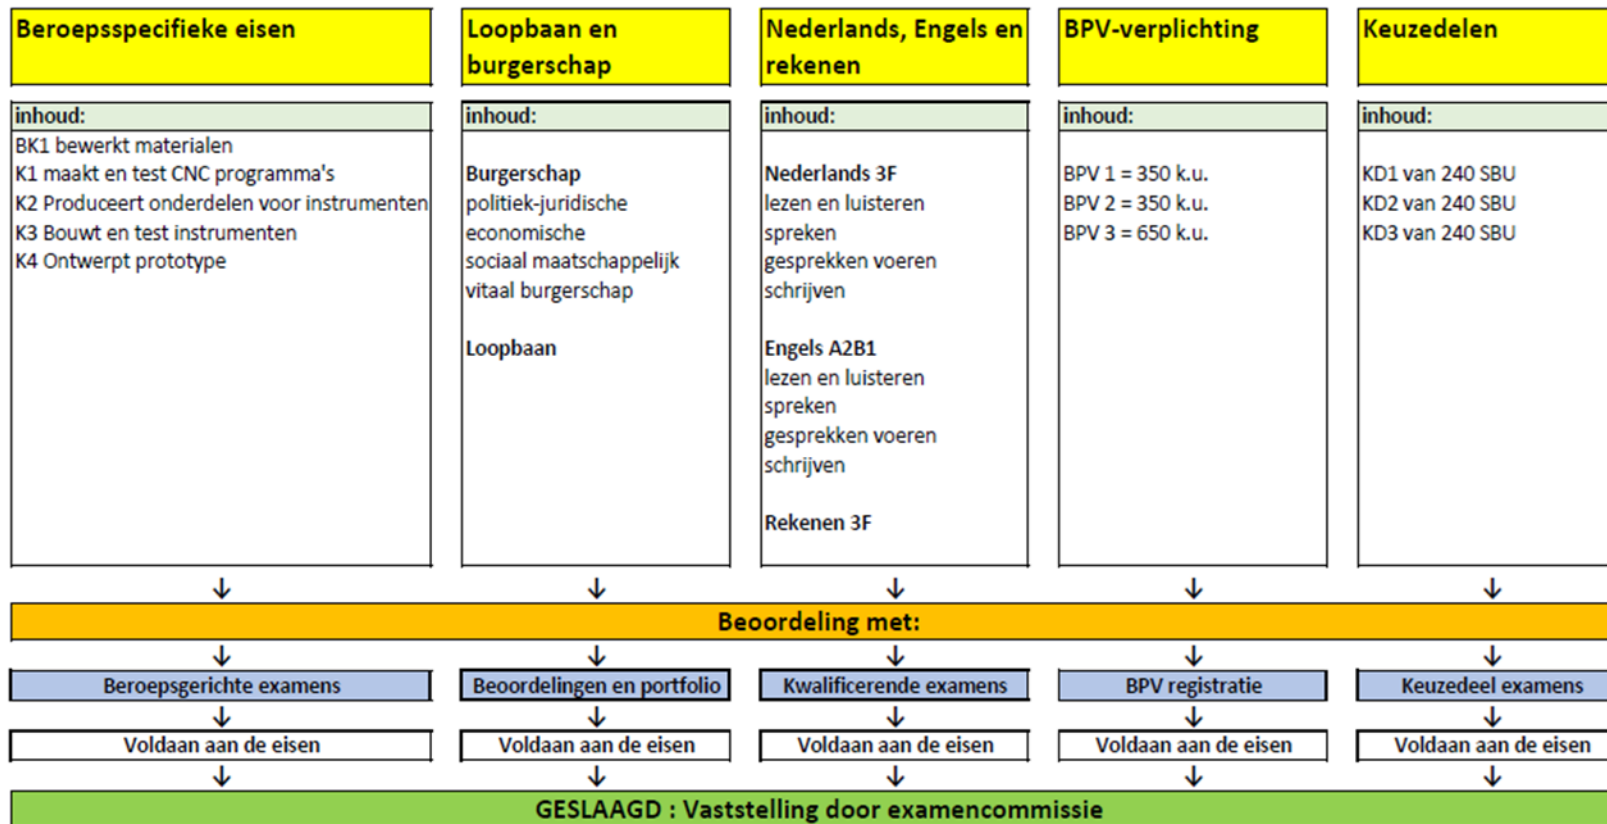 Beroepsspecifieke eisen
inhoud:
BK1 bewerkt materialen
K1 maakt en test CNC programma's
K2 Produceert onderdelen voor instrumenten
K3 Bouwt en test instrumenten
K4 Ontwerpt prototype
Loopbaan en
burgerschap
inhoud:
Burgerschap
politiek-juridische
economische
sociaal maatschappelijk
vitaal burgerschap
Loopbaan
Nederlands, Engels en
rekenen
inhoud:
Nederlands 3F
lezen en luisteren
spreken
gesprekken voeren
schrijven
Engels A2B1
lezen en luisteren
spreken
gesprekken voeren
schrijven
Rekenen 3F
BPV-verplichting
inhoud:
BPV 1 = 350 k.u.
BPV 2 = 350 k.u.
BPV 3 = 650 k.u.
Keuzedelen
inhoud:
KD1 van 240 SBU
KD2 van 240 SBU
KD3 van 240 SBU
Beoordeling met:
Beroepsgerichte examens
Beoordelingen en portfolio
Kwalificerende examens
BPV registratie
Keuzedeel examens
Voldaan aan de eisen
Voldaan aan de eisen
Voldaan aan de eisen
Voldaan aan de eisen
Voldaan aan de eisen
GESLAAGD : Vaststelling door examencommissie